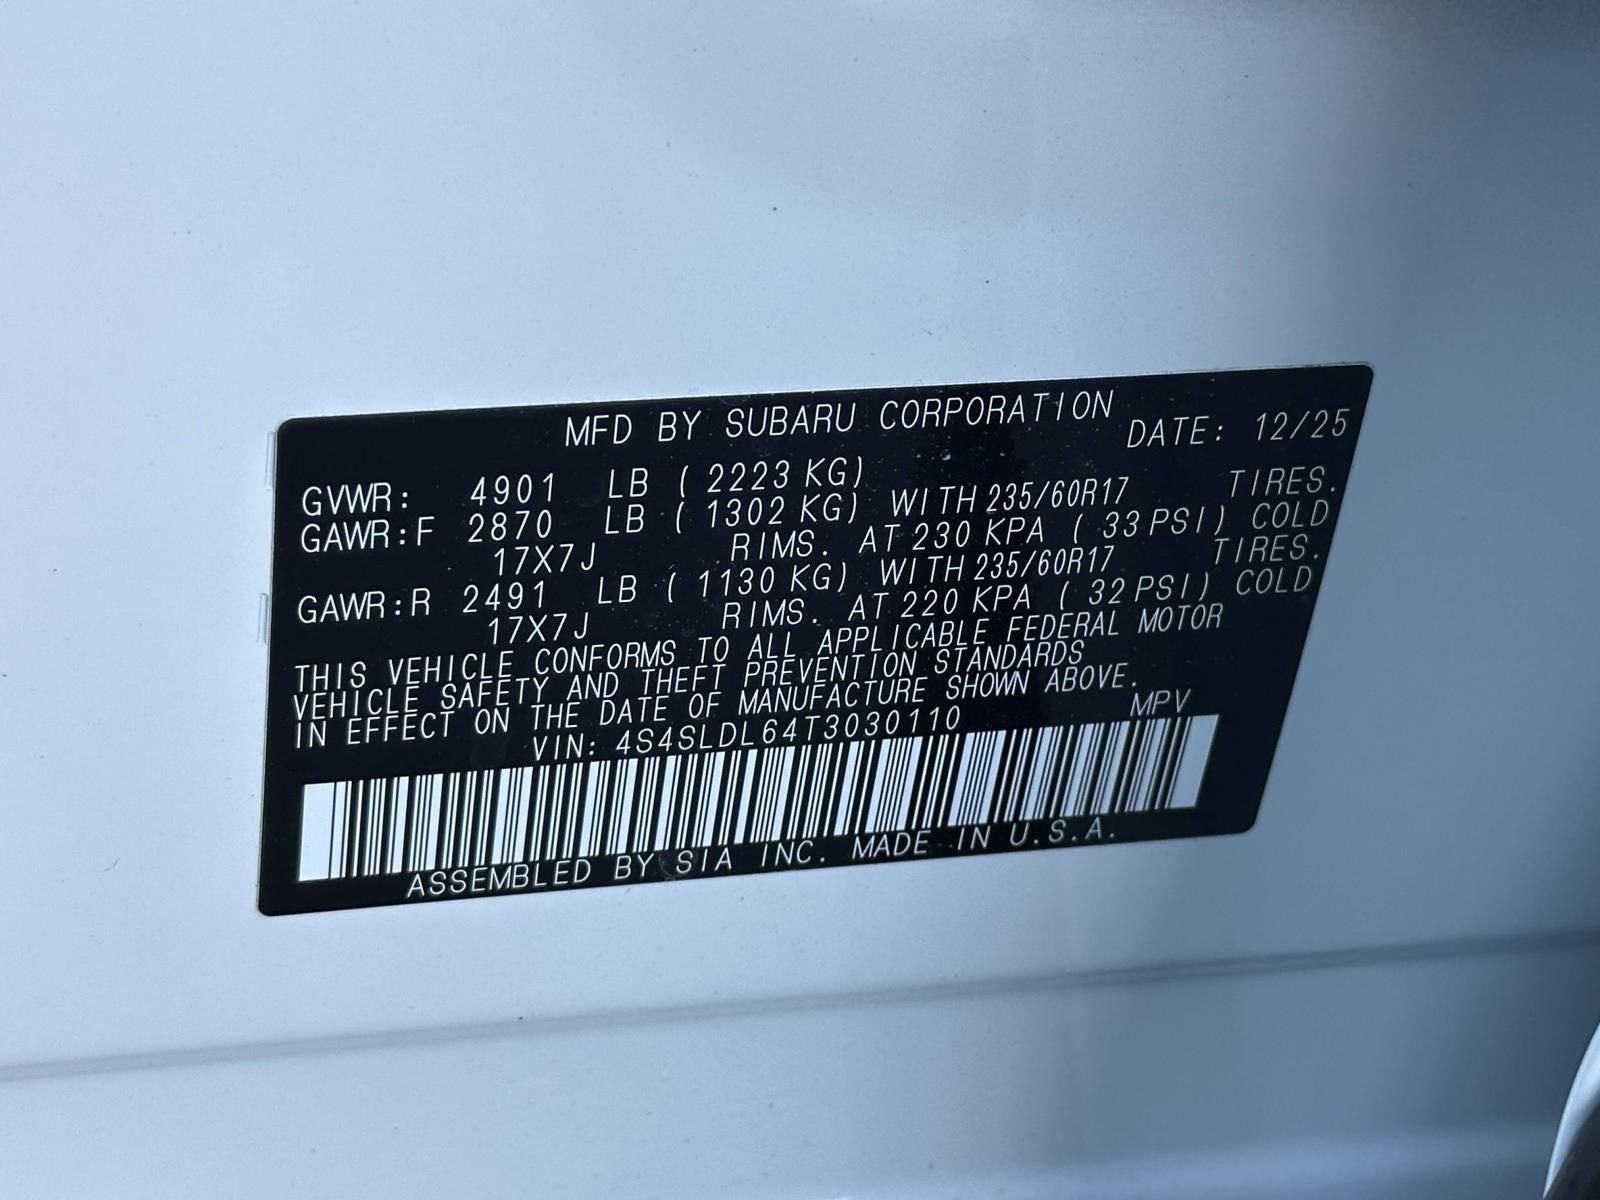 MFD BY SUBARU CORPORATION DATE: 12/25
GVWR: 4901 LB ( 2223 KG)
GAWR:F 2870 LB ( 1302 KG) WITH 235/60R17 TIRES.
17X7J RIMS. AT 230 KPA ( 33 PSI) COLD
GAWR:R 2491 LB ( 1130 KG) WITH 235/60R17 TIRES.
17X7J RIMS. AT 220 KPA ( 32 PSI) COLD
THIS VEHICLE CONFORMS TO ALL APPLICABLE FEDERAL MOTOR
VEHICLE SAFETY AND THEFT PREVENTION STANDARDS
IN EFFECT ON THE DATE OF MANUFACTURE SHOWN ABOVE.
VIN: 4S4SLDL64T3030110 MPV
ASSEMBLED BY SIA INC. MADE IN U.S.A.